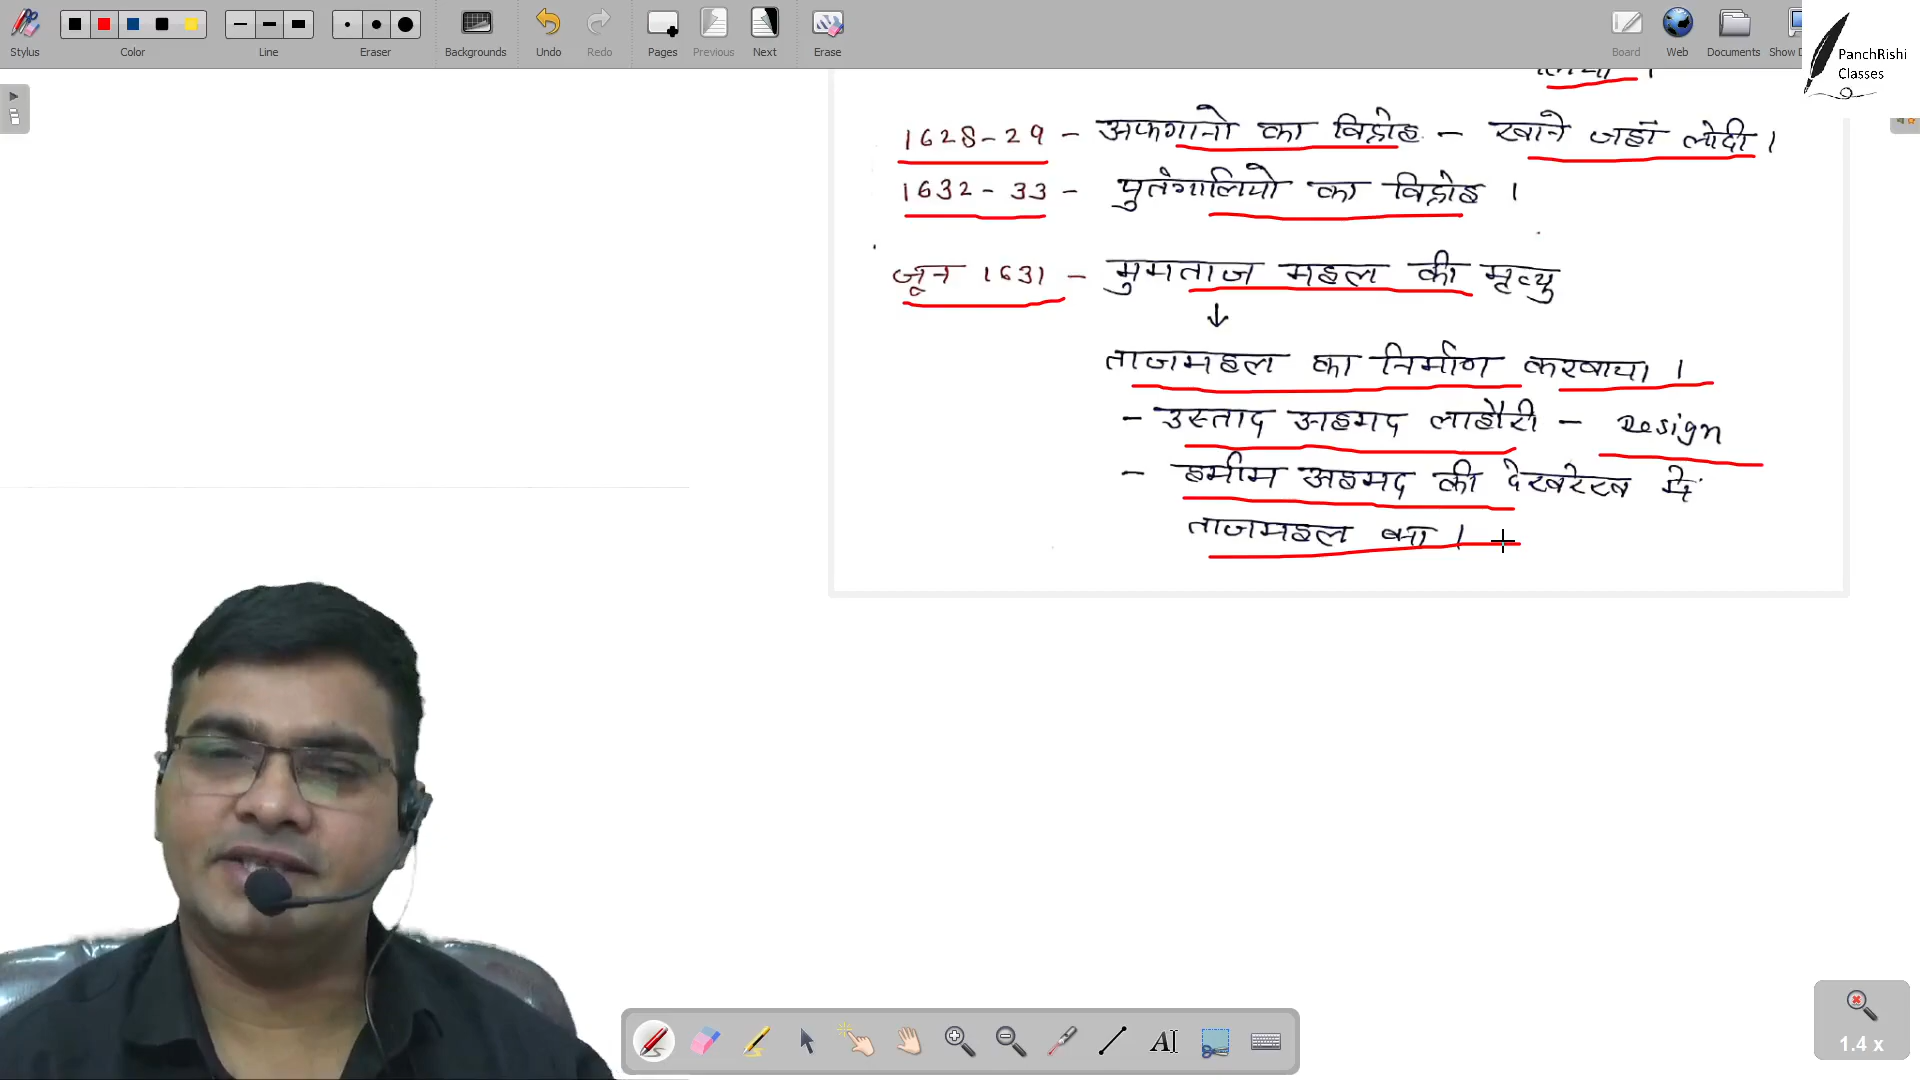 Stylus
Color
Line
Eraser
Backgrounds
Undo
Redo
Pages
Previous
Next
Erase
Board
Web
Documents
Show
PanchRishi
Classes
1628-29 - अफगानो का विद्रोह - खाने जहाँ लोदी ।
1632-33 - पुर्तगालियो का विद्रोह ।
जून 1631 - मुमताज महल की मृत्यु
↓
ताजमहल का निर्माण करवाया ।
- उस्ताद अहमद लाहौरी - Design
- हमीम अहमद की देखरेख में
ताजमहल बना ।
1.4 x